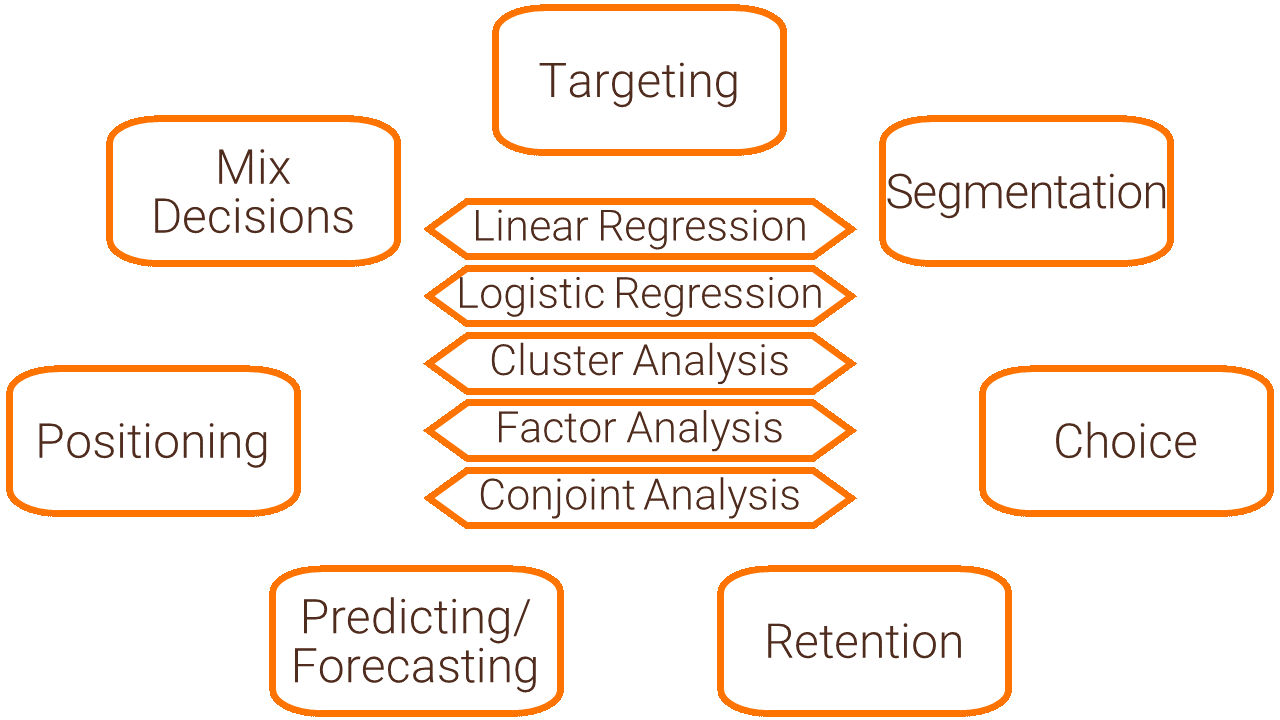 Targeting
Mix
Decisions
Segmentation
Linear Regression
Logistic Regression
Cluster Analysis
Factor Analysis
Conjoint Analysis
Positioning
Choice
Predicting/
Forecasting
Retention